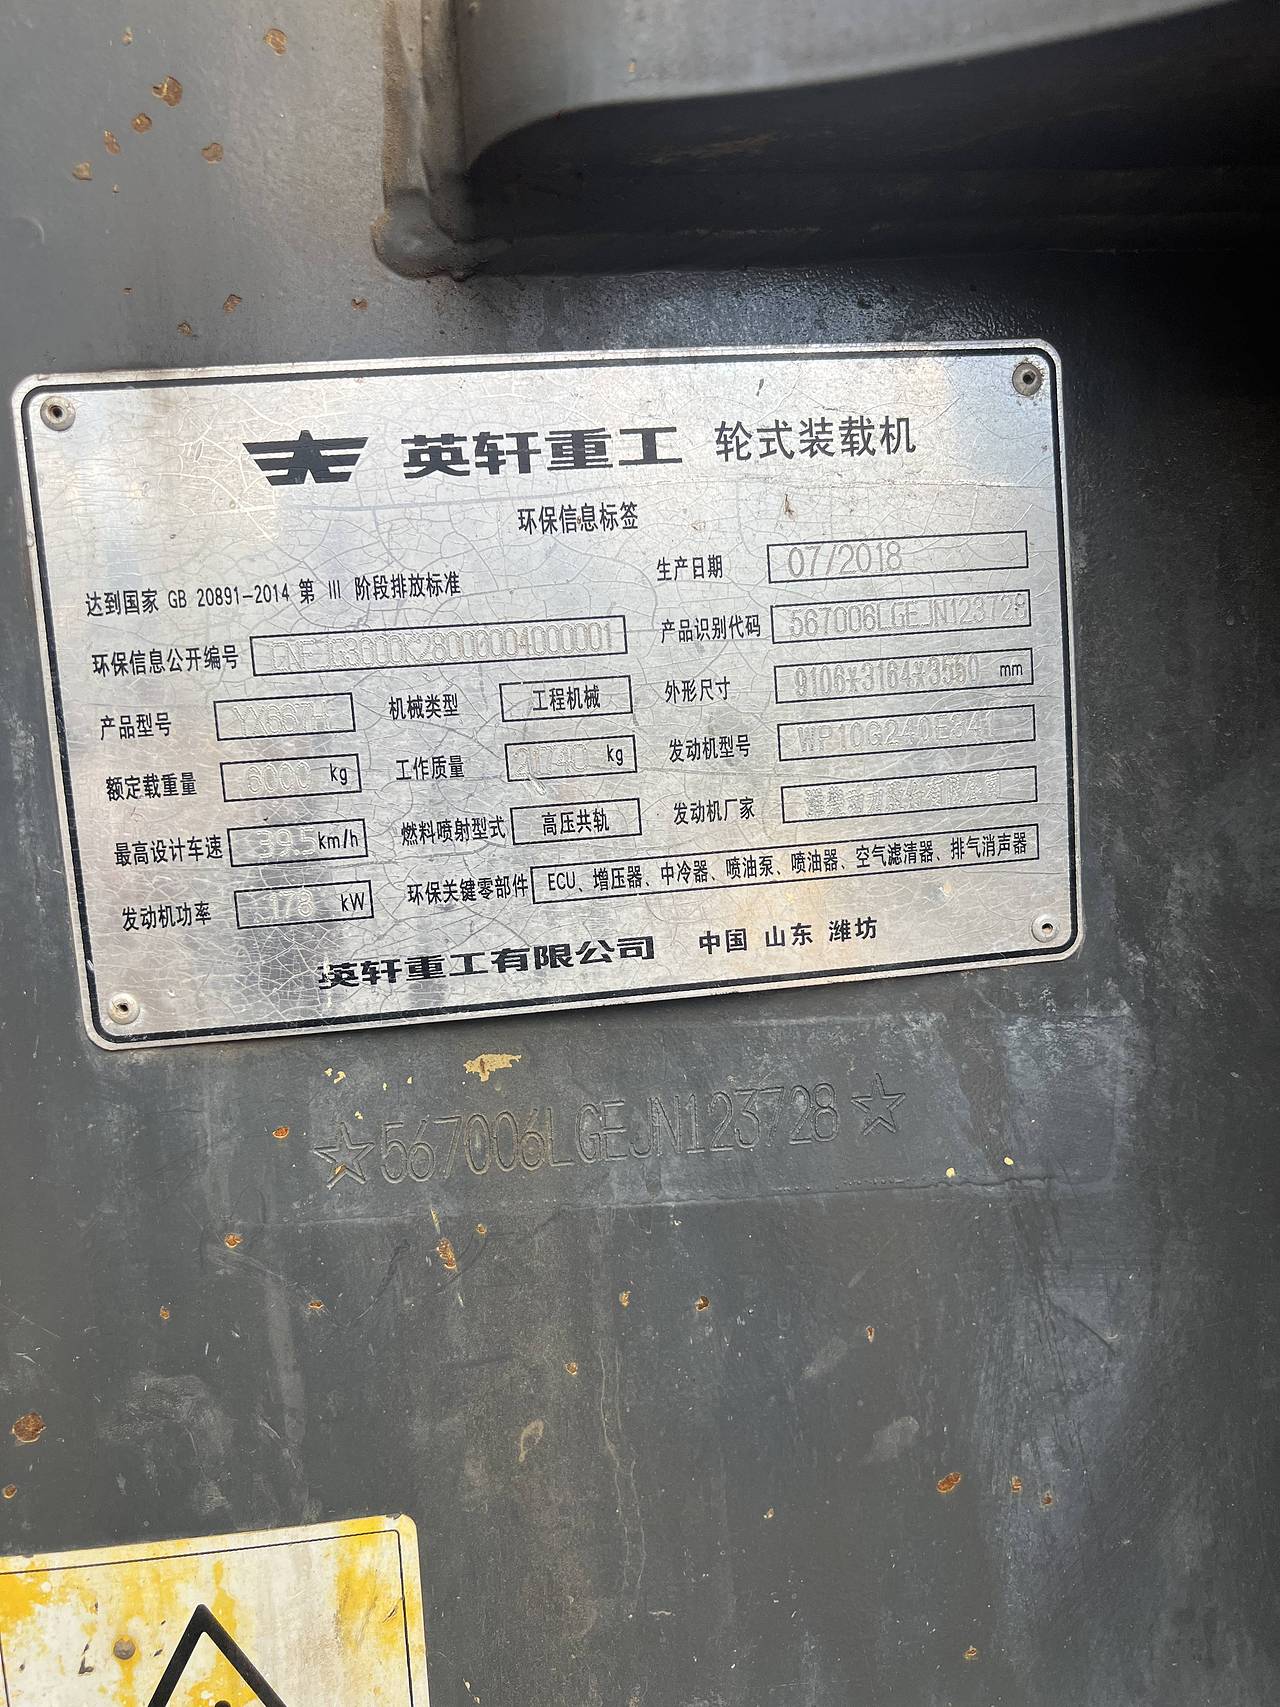 英轩重工 轮式装载机
环保信息标签
达到国家 GB 20891-2014 第 III 阶段排放标准
生产日期 07/2018
环保信息公开编号
产品识别代码 567006LGEJN123728
产品型号
机械类型 工程机械
外形尺寸 9106*3164*3560 mm
额定载重量 6000 kg
工作质量 kg
发动机型号 WP10G240E341
最高设计车速 39.5 km/h
燃料喷射型式 高压共轨
发动机厂家
发动机功率 178 kW
环保关键零部件 ECU、增压器、中冷器、喷油泵、喷油器、空气滤清器、排气消声器
英轩重工有限公司 中国 山东 潍坊
☆567006LGEJN123728☆